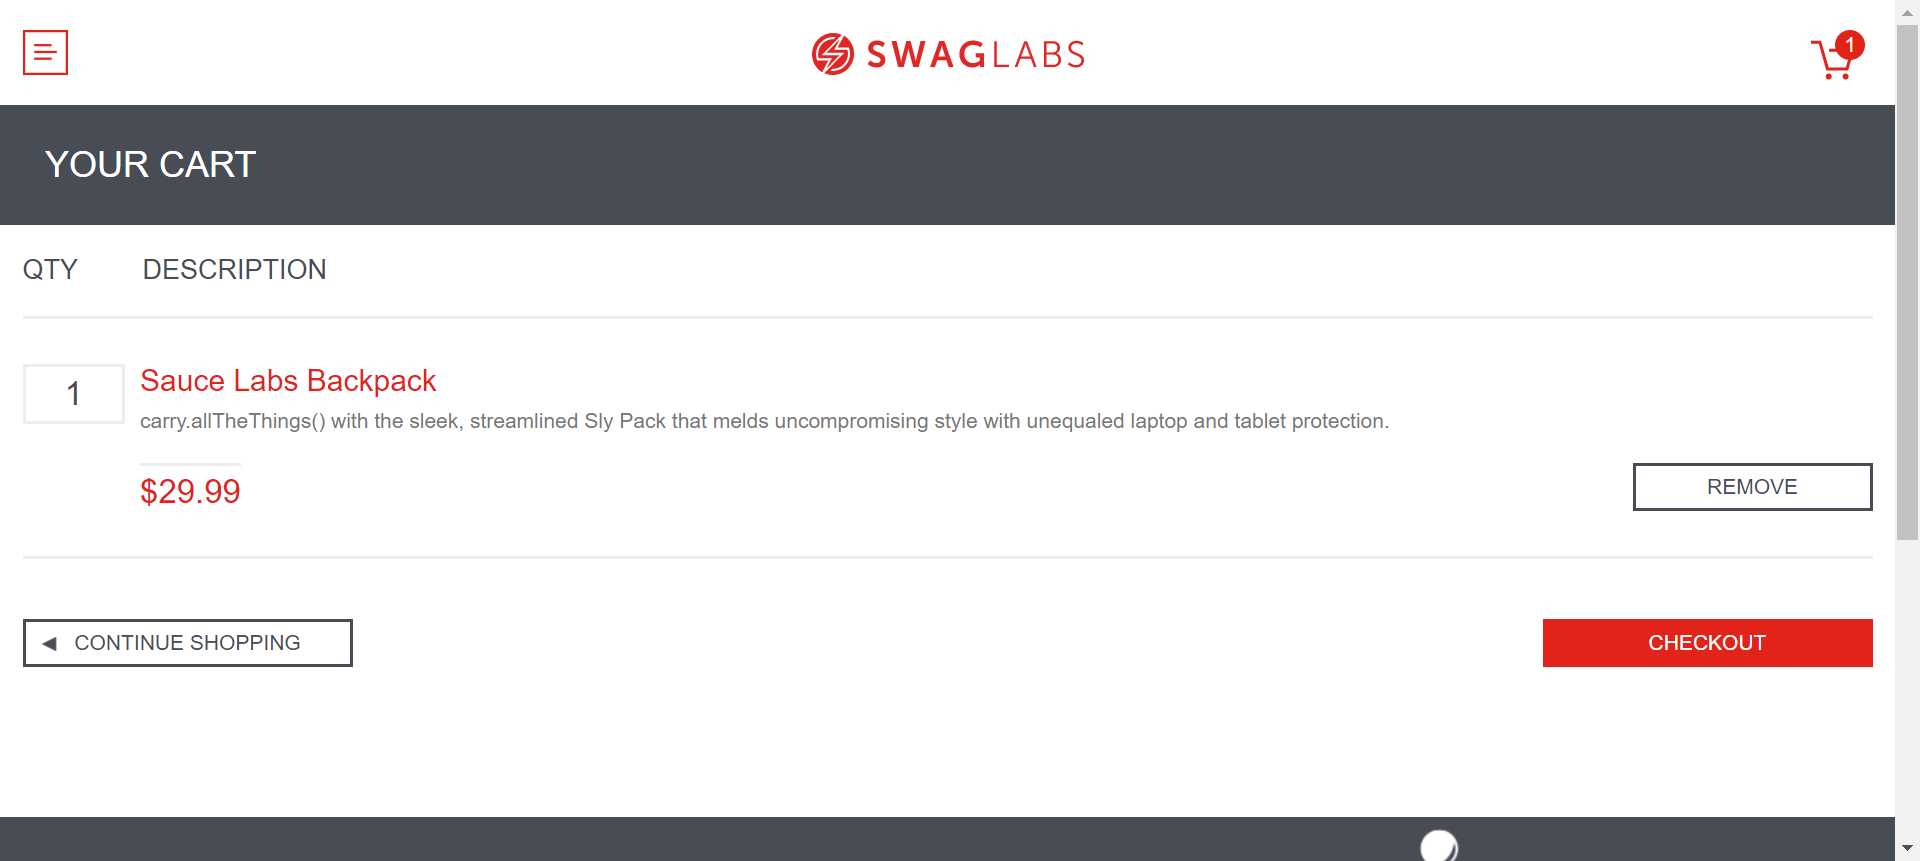 SWAGLABS
1
YOUR CART
QTY DESCRIPTION
1
Sauce Labs Backpack
carry.allTheThings() with the sleek, streamlined Sly Pack that melds uncompromising style with unequaled laptop and tablet protection.
$29.99
REMOVE
CONTINUE SHOPPING
CHECKOUT